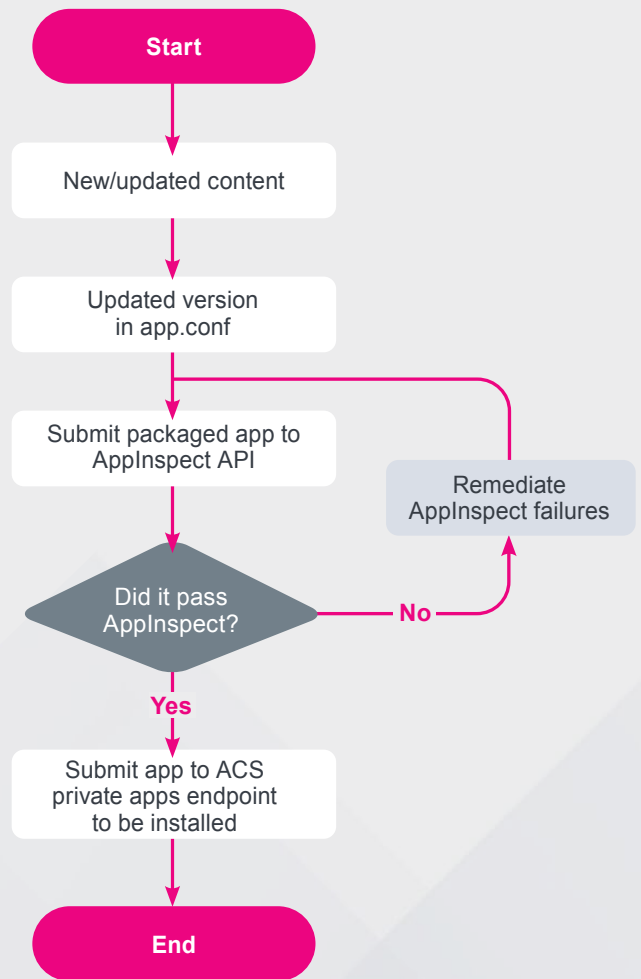 Start
New/updated content
Updated version
in app.conf
Submit packaged app to
AppInspect API
Remediate
AppInspect failures
Did it pass
AppInspect?
No
Yes
Submit app to ACS
private apps endpoint
to be installed
End